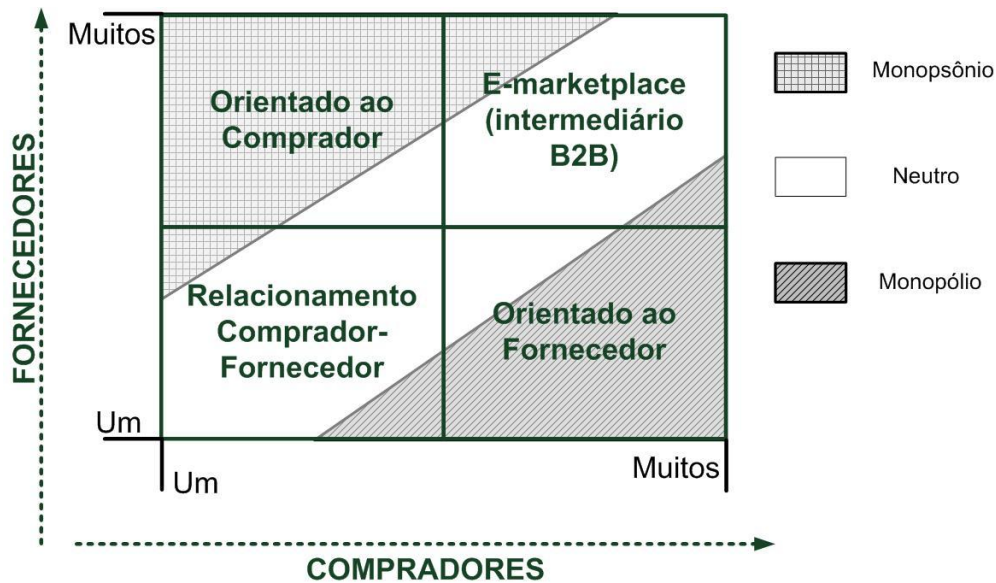 Muitos
FORNECEDORES
Um
Um
Muitos
COMPRADORES
Orientado ao
Comprador
E-marketplace
(intermediário
B2B)
Relacionamento
Comprador-
Fornecedor
Orientado ao
Fornecedor
Monopsônio
Neutro
Monopólio